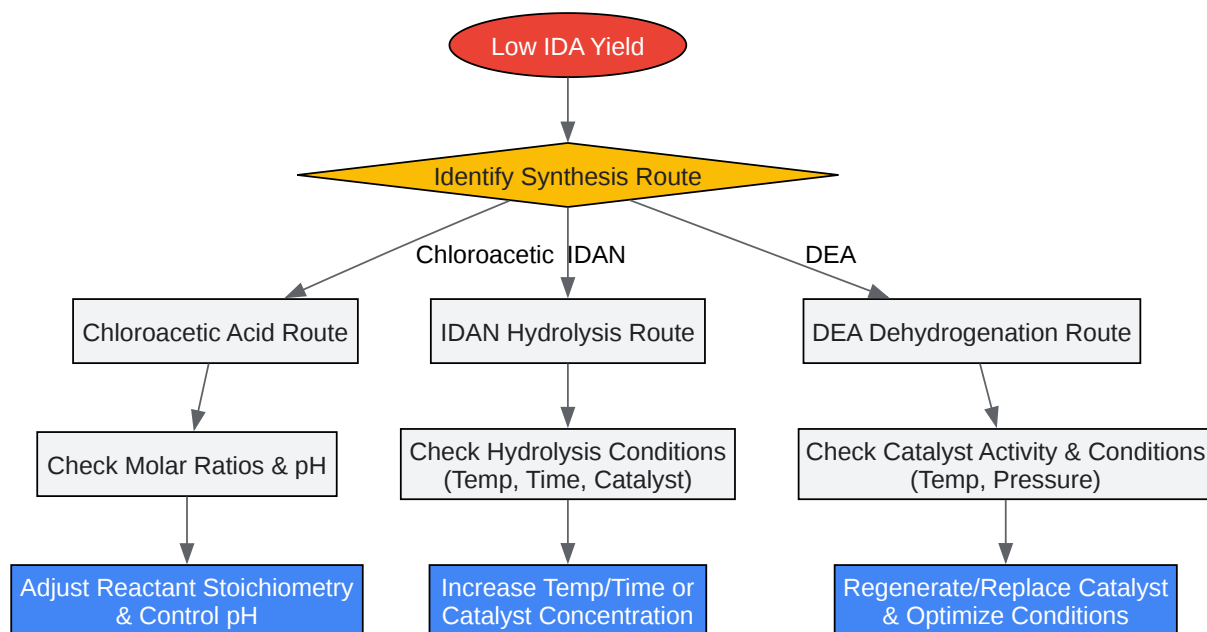 Low IDA Yield
Identify Synthesis Route
Chloroacetic
IDAN
DEA
Chloroacetic Acid Route
IDAN Hydrolysis Route
DEA Dehydrogenation Route
Check Molar Ratios & pH
Check Hydrolysis Conditions
(Temp, Time, Catalyst)
Check Catalyst Activity & Conditions
(Temp, Pressure)
Adjust Reactant Stoichiometry
& Control pH
Increase Temp/Time or
Catalyst Concentration
Regenerate/Replace Catalyst
& Optimize Conditions